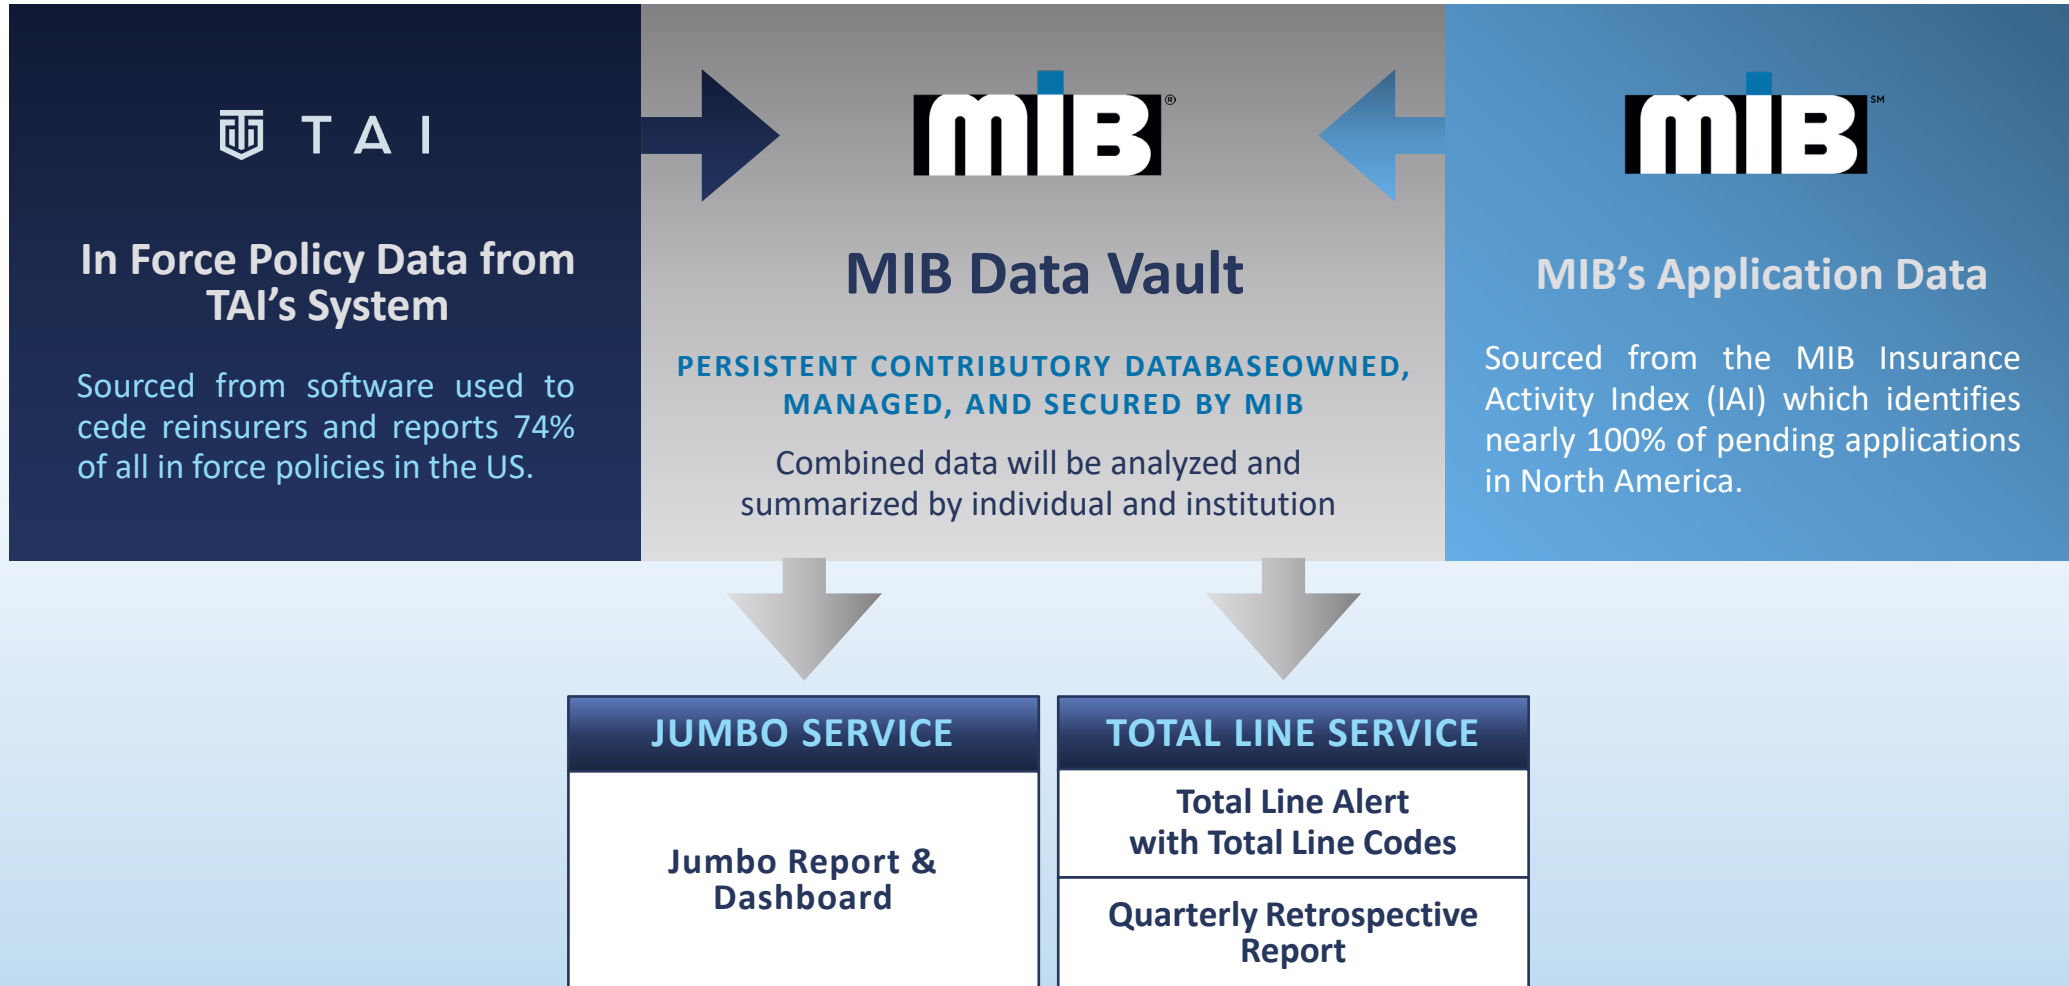 TAI
In Force Policy Data from
TAI's System
Sourced from software used to
cede reinsurers and reports 74%
of all in force policies in the US.
MIB®
MIB Data Vault
PERSISTENT CONTRIBUTORY DATABASEOWNED,
MANAGED, AND SECURED BY MIB
Combined data will be analyzed and
summarized by individual and institution
MIB SM
MIB's Application Data
Sourced from the MIB Insurance
Activity Index (IAI) which identifies
nearly 100% of pending applications
in North America.
JUMBO SERVICE
Jumbo Report &
Dashboard
TOTAL LINE SERVICE
Total Line Alert
with Total Line Codes
Quarterly Retrospective
Report